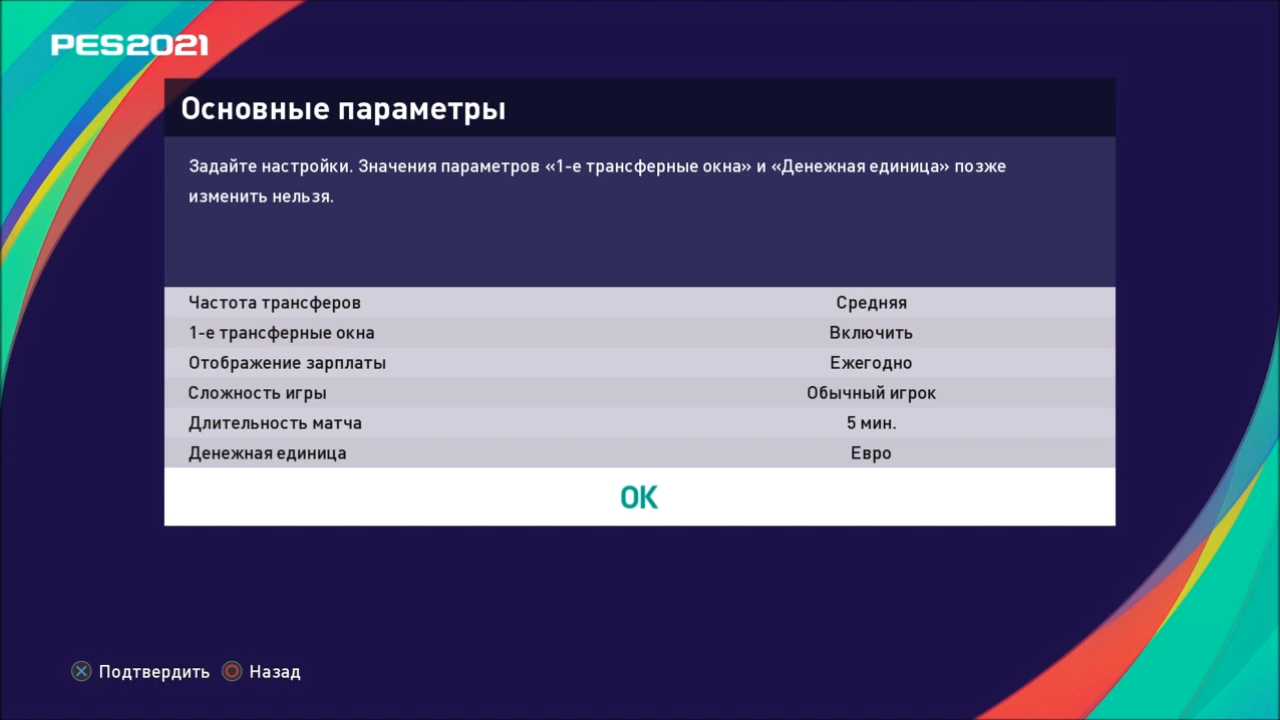 PES2021
Основные параметры
Задайте настройки. Значения параметров «1-е трансферные окна» и «Денежная единица» позже
изменить нельзя.
Частота трансферов Средняя
1-е трансферные окна Включить
Отображение зарплаты Ежегодно
Сложность игры Обычный игрок
Длительность матча 5 мин.
Денежная единица Евро
OK
Подтвердить Назад